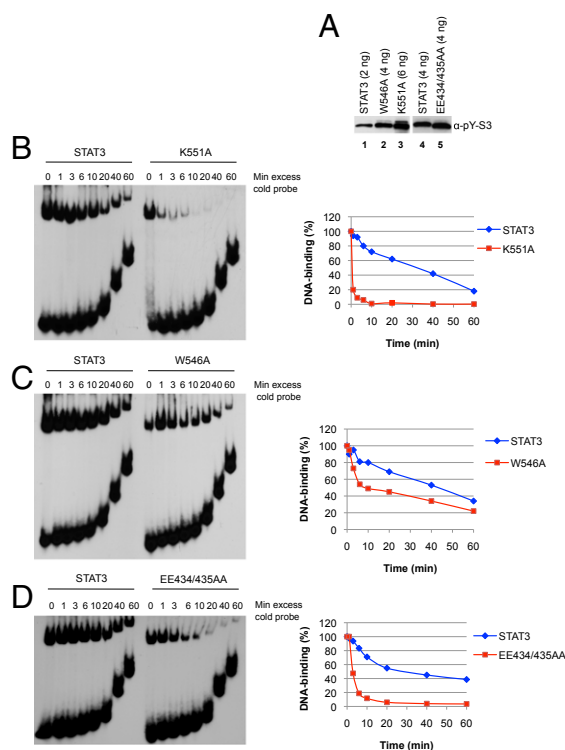 A
STAT3 (2 ng)
W546A (4 ng)
K551A (6 ng)
STAT3 (4 ng)
EE434/435AA (4 ng)
α-pY-S3
1 2 3 4 5
B
STAT3 K551A
0 1 3 6 10 20 40 60 0 1 3 6 10 20 40 60 Min excess
cold probe
DNA-binding (%)
120
100
80
60
40
20
0
0 10 20 30 40 50 60
Time (min)
STAT3
K551A
C
STAT3 W546A
0 1 3 6 10 20 40 60 0 1 3 6 10 20 40 60 Min excess
cold probe
DNA-binding (%)
120
100
80
60
40
20
0
0 10 20 30 40 50 60
Time (min)
STAT3
W546A
D
STAT3 EE434/435AA
0 1 3 6 10 20 40 60 0 1 3 6 10 20 40 60 Min excess
cold probe
DNA-binding (%)
120
100
80
60
40
20
0
0 10 20 30 40 50 60
Time (min)
STAT3
EE434/435AA